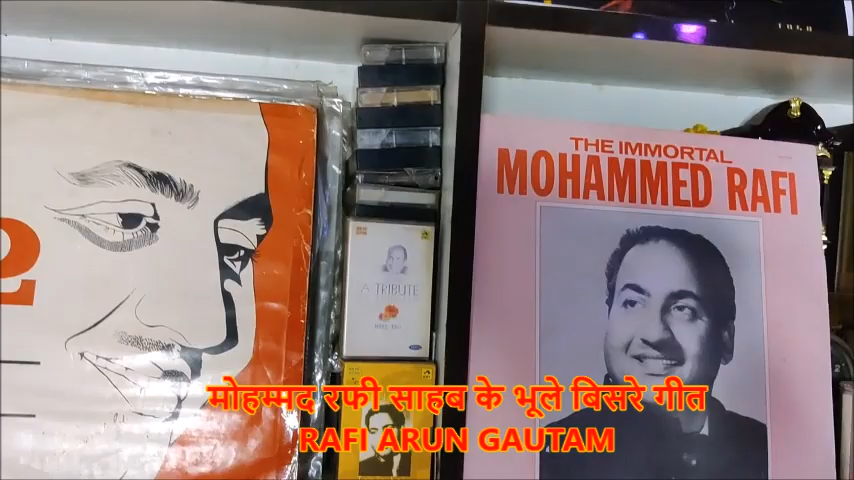 THE IMMORTAL
MOHAMMED RAFI
A TRIBUTE
मोहम्मद रफी साहब के भूले बिसरे गीत
RAFI ARUN GAUTAM